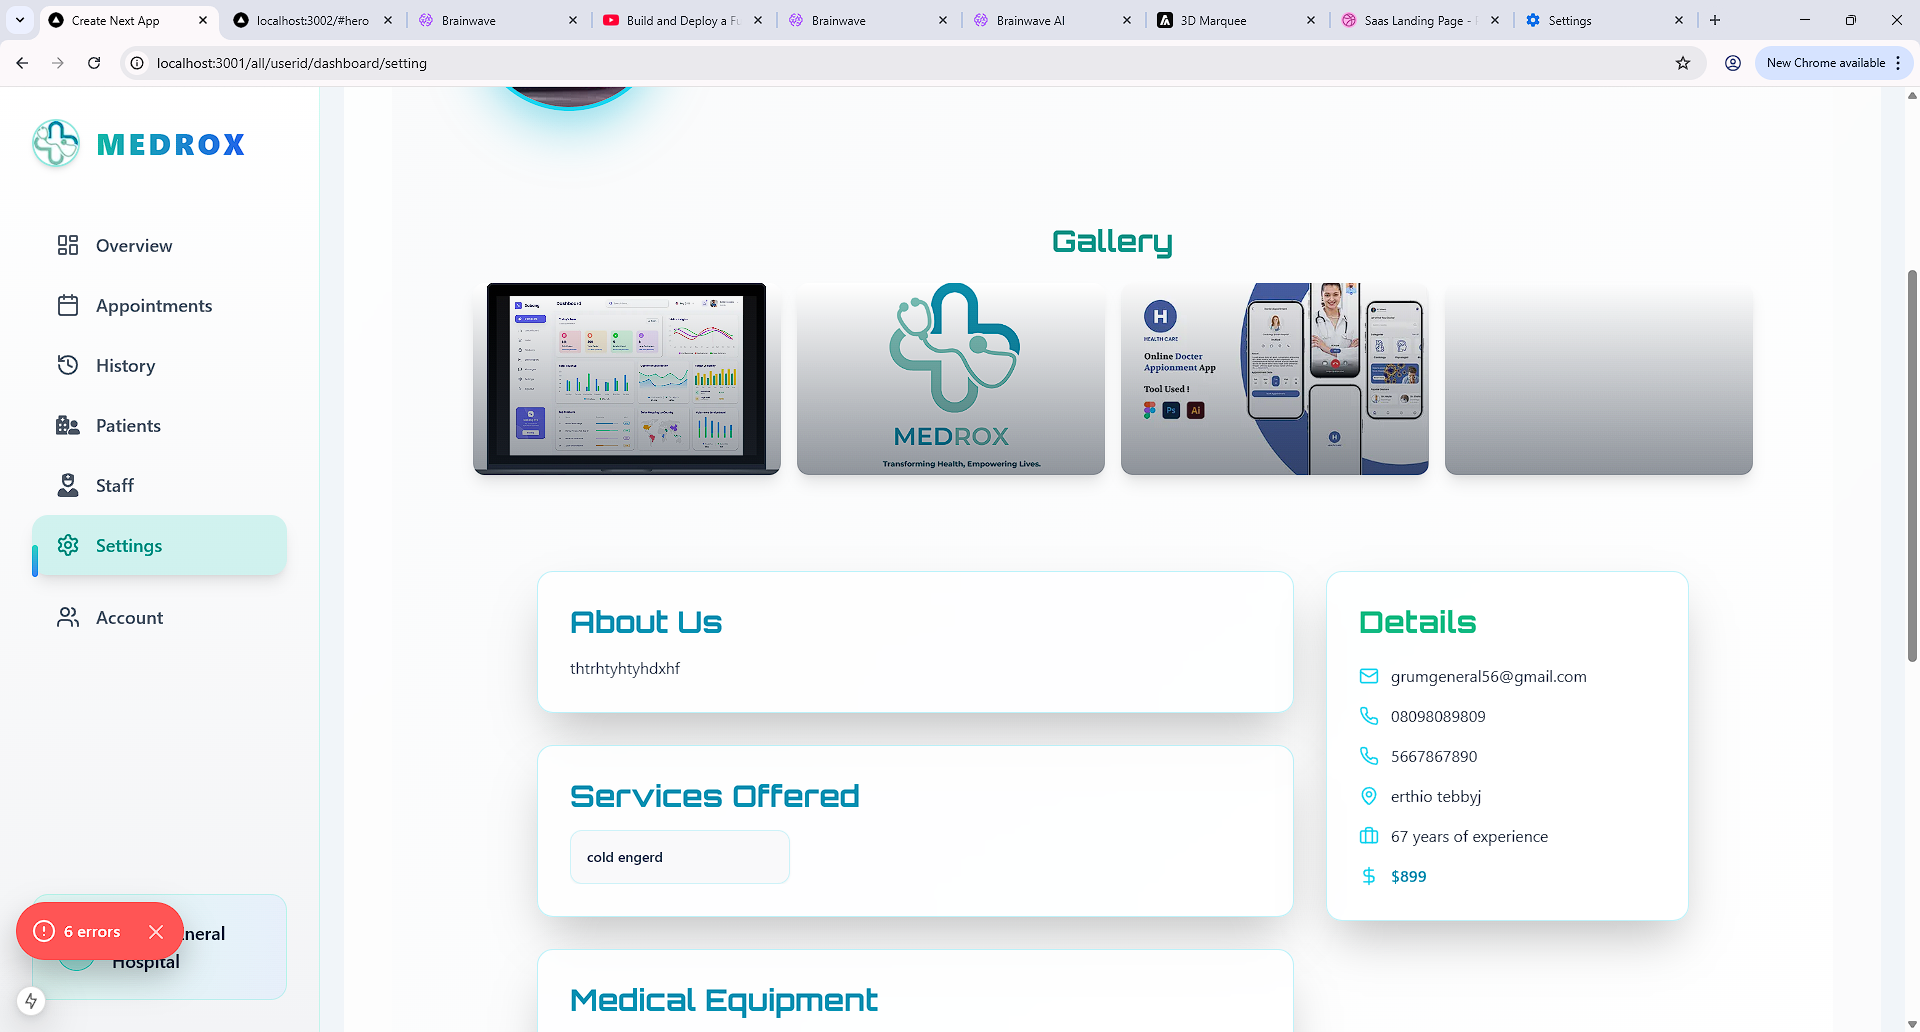 Create Next App
localhost:3002/#hero
Brainwave
Build and Deploy a Fu
Brainwave
Brainwave AI
3D Marquee
Saas Landing Page -
Settings
localhost:3001/all/userid/dashboard/setting
New Chrome available
MEDROX
Overview
Appointments
History
Patients
Staff
Settings
Account
6 errors
neral
Hospital
Gallery
Dashboard
MEDROX
Transforming Health, Empowering Lives.
H
HEALTH CARE
Online Docter
Appionment App
Tool Used !
Ps
Ai
H
About Us
thtrhtyhtyhdxhf
Services Offered
cold engerd
Medical Equipment
Details
grumgeneral56@gmail.com
08098089809
5667867890
erthio tebbyj
67 years of experience
$899